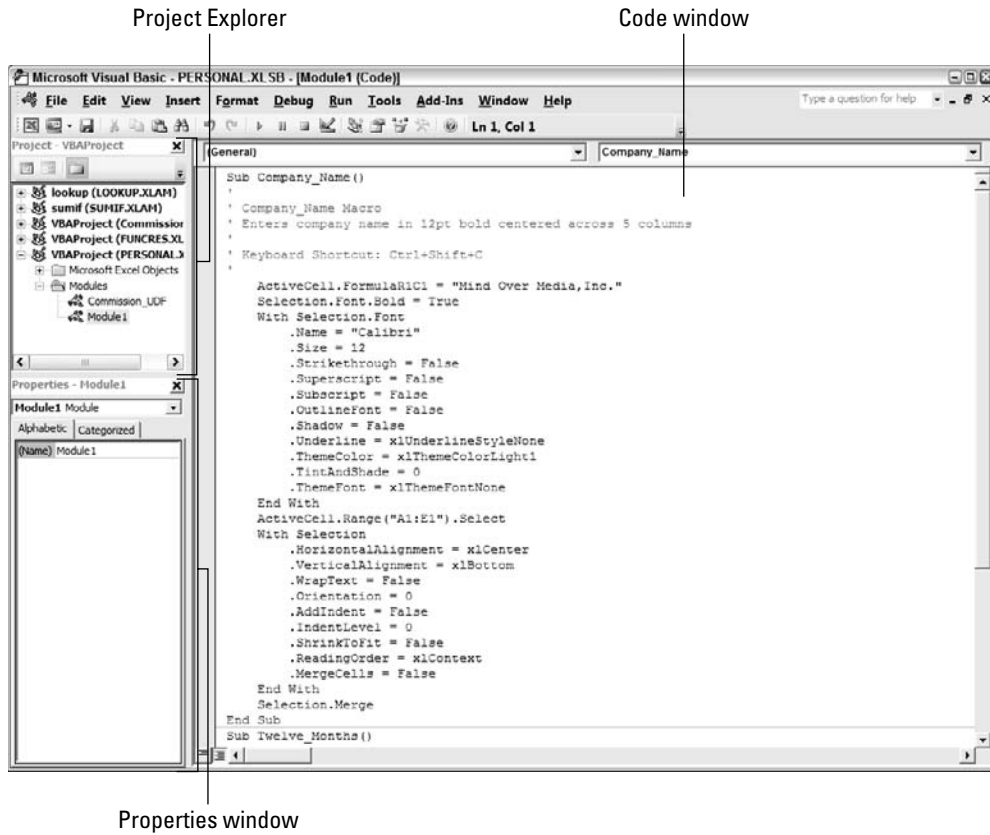 Project Explorer
Code window
Microsoft Visual Basic - PERSONAL.XLSB - [Module1 (Code)]
File Edit View Insert Format Debug Run Tools Add-Ins Window Help
Type a question for help
Ln 1, Col 1
Project - VBAProject
(General)
Company_Name
lookup (LOOKUP.XLAM)
sumif (SUMIF.XLAM)
VBAProject (Commission
VBAProject (FUNCRES.XL
VBAProject (PERSONAL.X
Microsoft Excel Objects
Modules
Commission_UDF
Module1
Properties - Module1
Module1 Module
Alphabetic
Categorized
(Name) Module1
Sub Company_Name()
'
' Company_Name Macro
' Enters company name in 12pt bold centered across 5 columns
'
' Keyboard Shortcut: Ctrl+Shift+C
'
ActiveCell.FormulaR1C1 = "Mind Over Media,Inc."
Selection.Font.Bold = True
With Selection.Font
.Name = "Calibri"
.Size = 12
.Strikethrough = False
.Superscript = False
.Subscript = False
.OutlineFont = False
.Shadow = False
.Underline = xlUnderlineStyleNone
.ThemeColor = xlThemeColorLight1
.TintAndShade = 0
.ThemeFont = xlThemeFontNone
End With
ActiveCell.Range("A1:E1").Select
With Selection
.HorizontalAlignment = xlCenter
.VerticalAlignment = xlBottom
.WrapText = False
.Orientation = 0
.AddIndent = False
.IndentLevel = 0
.ShrinkToFit = False
.ReadingOrder = xlContext
.MergeCells = False
End With
Selection.Merge
End Sub
Sub Twelve_Months()
Properties window